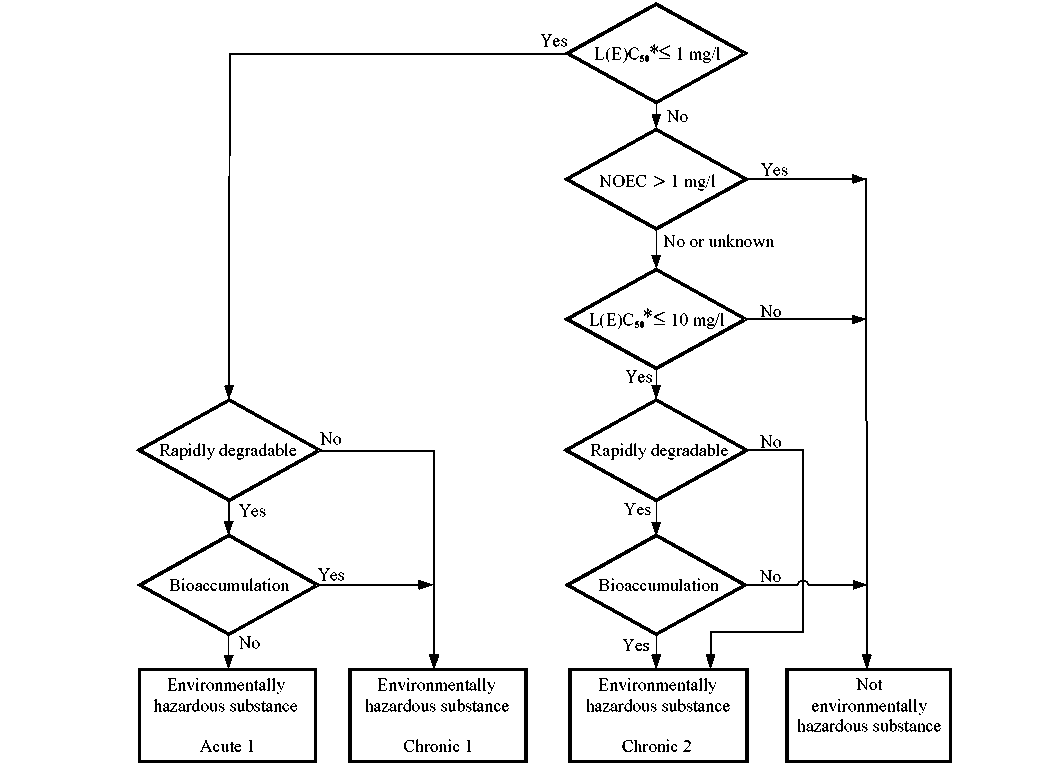 Yes
L(E)C50*≤ 1 mg/l
No
NOEC > 1 mg/l
Yes
No or unknown
L(E)C50*≤ 10 mg/l
No
Yes
Rapidly degradable
No
Rapidly degradable
No
Yes
Yes
Bioaccumulation
Yes
Bioaccumulation
No
No
Yes
Environmentally
hazardous substance
Acute 1
Environmentally
hazardous substance
Chronic 1
Environmentally
hazardous substance
Chronic 2
Not
environmentally
hazardous substance